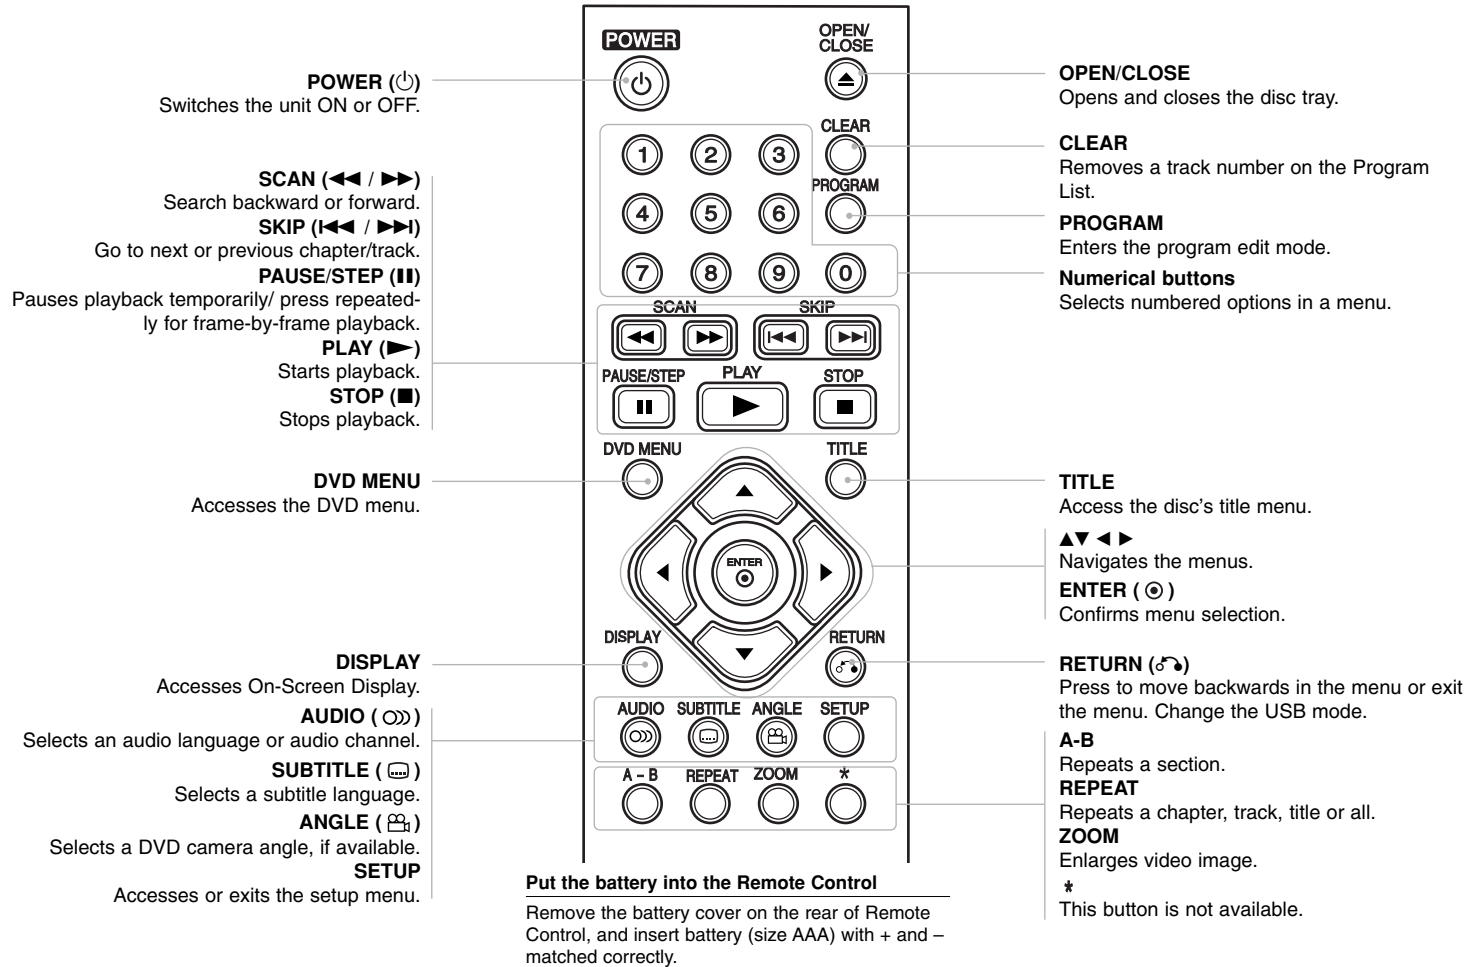 POWER (⏻)
Switches the unit ON or OFF.
SCAN (◀◀ / ▶▶)
Search backward or forward.
SKIP (I◀◀ / ▶▶I)
Go to next or previous chapter/track.
PAUSE/STEP (II)
Pauses playback temporarily/ press repeated-
ly for frame-by-frame playback.
PLAY (▶)
Starts playback.
STOP (■)
Stops playback.
DVD MENU
Accesses the DVD menu.
DISPLAY
Accesses On-Screen Display.
AUDIO ( )
Selects an audio language or audio channel.
SUBTITLE ( )
Selects a subtitle language.
ANGLE ( )
Selects a DVD camera angle, if available.
SETUP
Accesses or exits the setup menu.
POWER
OPEN/
CLOSE
CLEAR
1 2 3
PROGRAM
4 5 6
7 8 9 0
SCAN SKIP
◀◀ ▶▶ I◀◀ ▶▶I
PAUSE/STEP PLAY STOP
DVD MENU TITLE
ENTER
DISPLAY RETURN
AUDIO SUBTITLE ANGLE SETUP
A – B REPEAT ZOOM *
Put the battery into the Remote Control
Remove the battery cover on the rear of Remote
Control, and insert battery (size AAA) with + and –
matched correctly.
OPEN/CLOSE
Opens and closes the disc tray.
CLEAR
Removes a track number on the Program
List.
PROGRAM
Enters the program edit mode.
Numerical buttons
Selects numbered options in a menu.
TITLE
Access the disc's title menu.
▲▼ ◀ ▶
Navigates the menus.
ENTER ( ◉ )
Confirms menu selection.
RETURN ( )
Press to move backwards in the menu or exit
the menu. Change the USB mode.
A-B
Repeats a section.
REPEAT
Repeats a chapter, track, title or all.
ZOOM
Enlarges video image.
*
This button is not available.